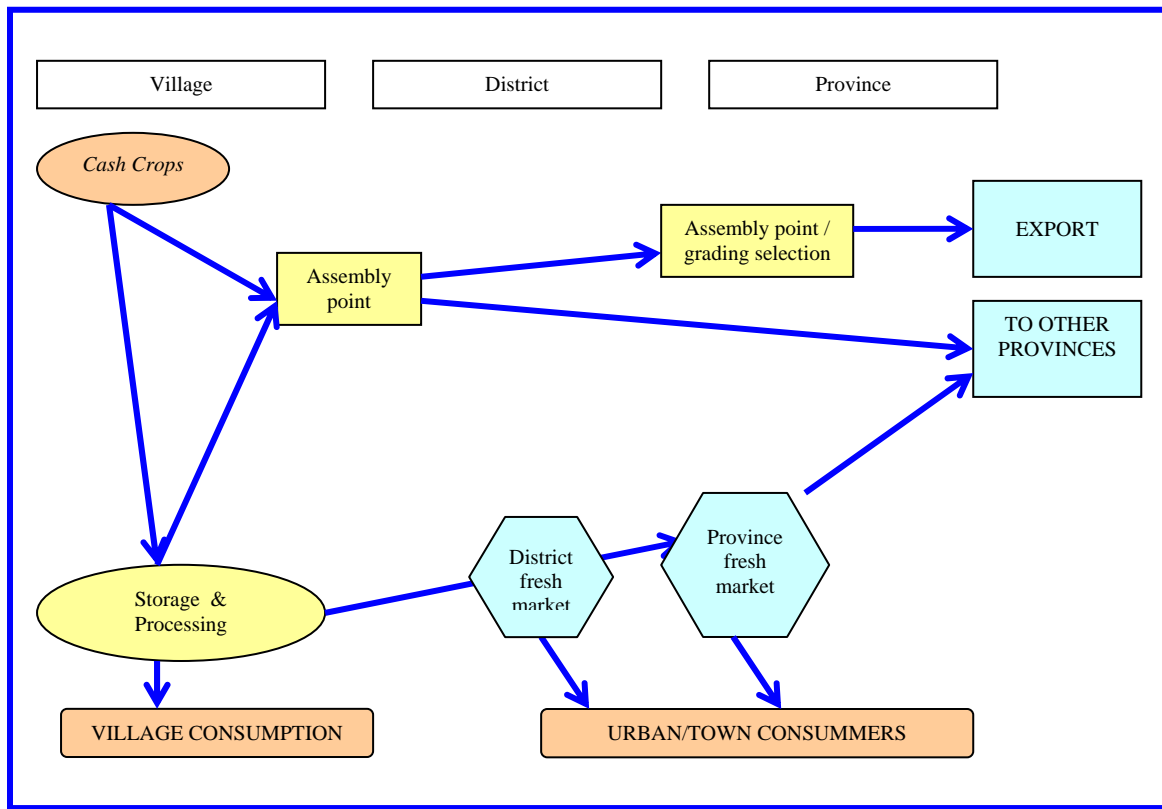 Village
District
Province
Cash Crops
Assembly point /
grading selection
EXPORT
Assembly
point
TO OTHER
PROVINCES
District
fresh
market
Province
fresh
market
Storage &
Processing
VILLAGE CONSUMPTION
URBAN/TOWN CONSUMMERS